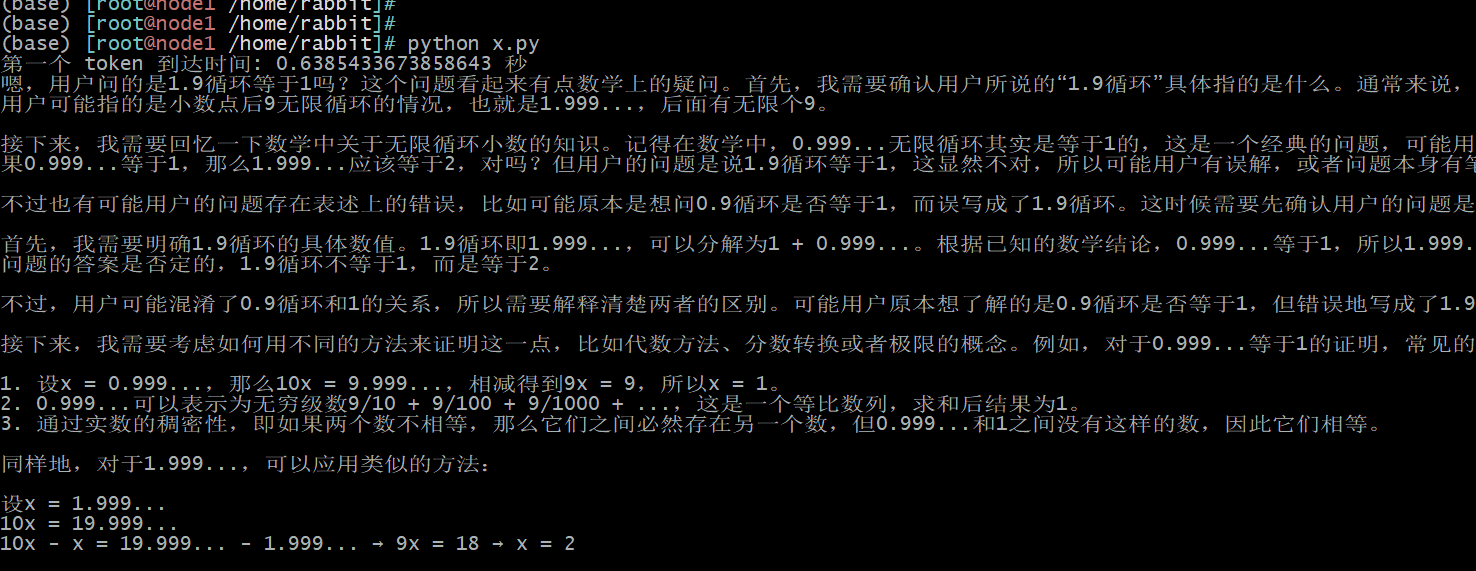 (base) [root@node1 /home/rabbit]#
(base) [root@node1 /home/rabbit]#
(base) [root@node1 /home/rabbit]# python x.py
第一个 token 到达时间: 0.6385433673858643 秒
嗯，用户问的是1.9循环等于1吗？这个问题看起来有点数学上的疑问。首先，我需要确认用户所说的“1.9循环”具体指的是什么。通常来说，
用户可能指的是小数点后9无限循环的情况，也就是1.999...，后面有无限个9。
接下来，我需要回忆一下数学中关于无限循环小数的知识。记得在数学中，0.999...无限循环其实是等于1的，这是一个经典的问题，可能用
果0.999...等于1，那么1.999...应该等于2，对吗？但用户的问题是说1.9循环等于1，这显然不对，所以可能用户有误解，或者问题本身有笔
不过也有可能用户的问题存在表述上的错误，比如可能原本是想问0.9循环是否等于1，而误写成了1.9循环。这时候需要先确认用户的问题是
首先，我需要明确1.9循环的具体数值。1.9循环即1.999...，可以分解为1 + 0.999...。根据已知的数学结论，0.999...等于1，所以1.999.
问题的答案是否定的，1.9循环不等于1，而是等于2。
不过，用户可能混淆了0.9循环和1的关系，所以需要解释清楚两者的区别。可能用户原本想了解的是0.9循环是否等于1，但错误地写成了1.9
接下来，我需要考虑如何用不同的方法来证明这一点，比如代数方法、分数转换或者极限的概念。例如，对于0.999...等于1的证明，常见的
1. 设x = 0.999...，那么10x = 9.999...，相减得到9x = 9，所以x = 1。
2. 0.999...可以表示为无穷级数9/10 + 9/100 + 9/1000 + ...，这是一个等比数列，求和后结果为1。
3. 通过实数的稠密性，即如果两个数不相等，那么它们之间必然存在另一个数，但0.999...和1之间没有这样的数，因此它们相等。
同样地，对于1.999...，可以应用类似的方法：
设x = 1.999...
10x = 19.999...
10x - x = 19.999... - 1.999... → 9x = 18 → x = 2